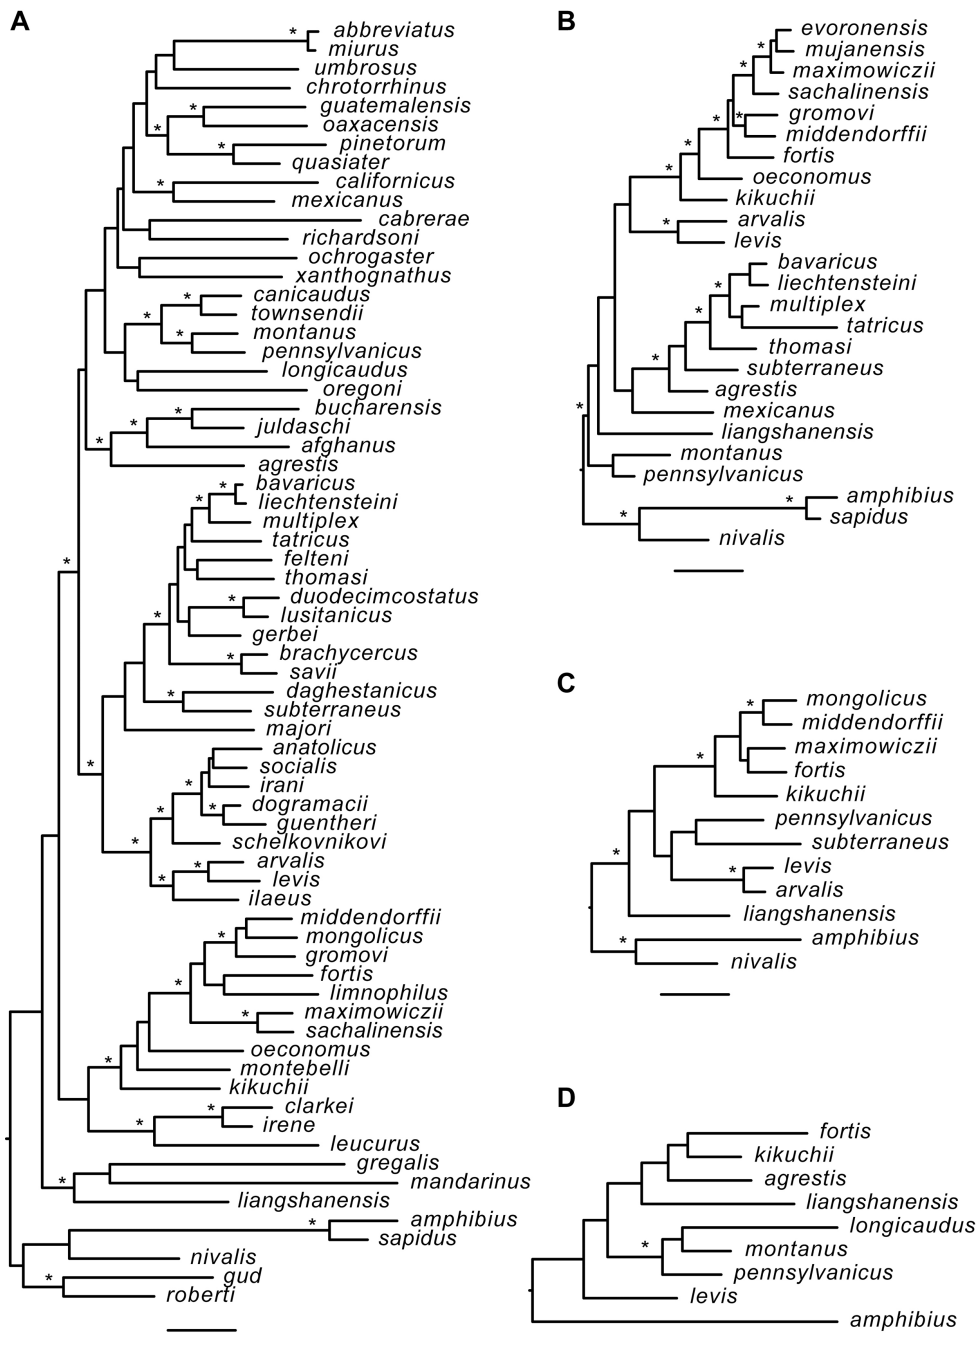 A
abbreviatus
miurus
umbrosus
chrotorrhinus
guatemalensis
oaxacensis
pinetorum
quasiater
californicus
mexicanus
cabrerae
richardsoni
ochrogaster
xanthognathus
canicaudus
townsendii
montanus
pennsylvanicus
longicaudus
oregoni
bucharensis
juldaschi
afghanus
agrestis
bavaricus
liechtensteini
multiplex
tatricus
felteni
thomasi
duodecimcostatus
lusitanicus
gerbei
brachycercus
savii
daghestanicus
subterraneus
majori
anatolicus
socialis
irani
dogramacii
guentheri
schelkovnikovi
arvalis
levis
ilaeus
middendorffii
mongolicus
gromovi
fortis
limnophilus
maximowiczii
sachalinensis
oeconomus
montebelli
kikuchii
clarkei
irene
leucurus
gregalis
mandarinus
liangshanensis
amphibius
sapidus
nivalis
gud
roberti
B
evoronensis
mujanensis
maximowiczii
sachalinensis
gromovi
middendorffii
fortis
oeconomus
kikuchii
arvalis
levis
bavaricus
liechtensteini
multiplex
tatricus
thomasi
subterraneus
agrestis
mexicanus
liangshanensis
montanus
pennsylvanicus
amphibius
sapidus
nivalis
C
mongolicus
middendorffii
maximowiczii
fortis
kikuchii
pennsylvanicus
subterraneus
levis
arvalis
liangshanensis
amphibius
nivalis
D
fortis
kikuchii
agrestis
liangshanensis
longicaudus
montanus
pennsylvanicus
levis
amphibius